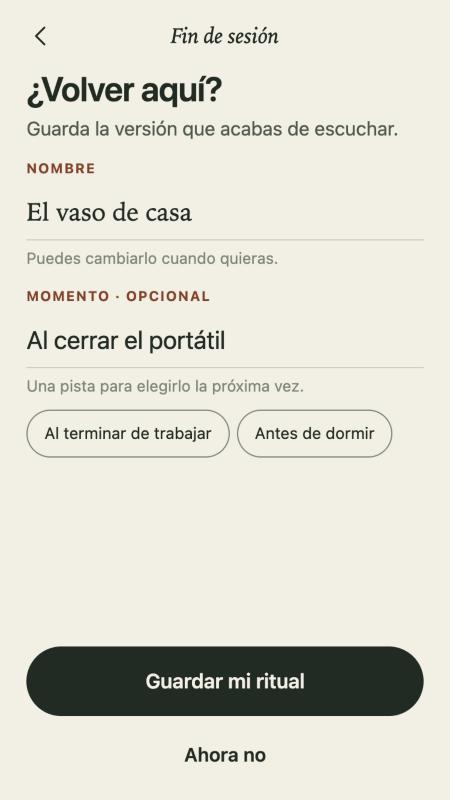 Fin de sesión
¿Volver aquí?
Guarda la versión que acabas de escuchar.
NOMBRE
El vaso de casa
Puedes cambiarlo cuando quieras.
MOMENTO · OPCIONAL
Al cerrar el portátil
Una pista para elegirlo la próxima vez.
Al terminar de trabajar
Antes de dormir
Guardar mi ritual
Ahora no